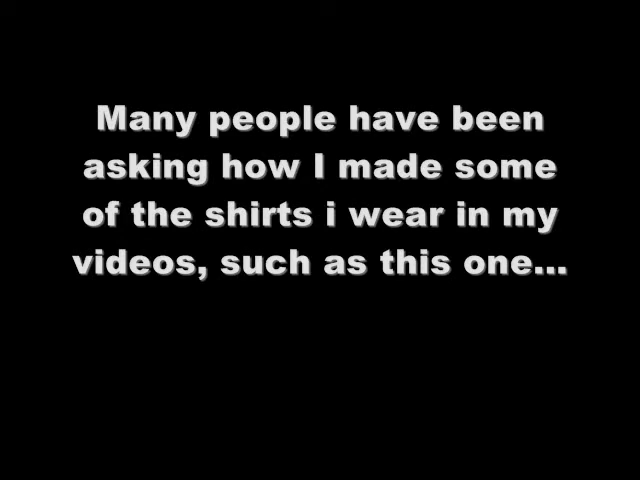 Many people have been
asking how I made some
of the shirts i wear in my
videos, such as this one...